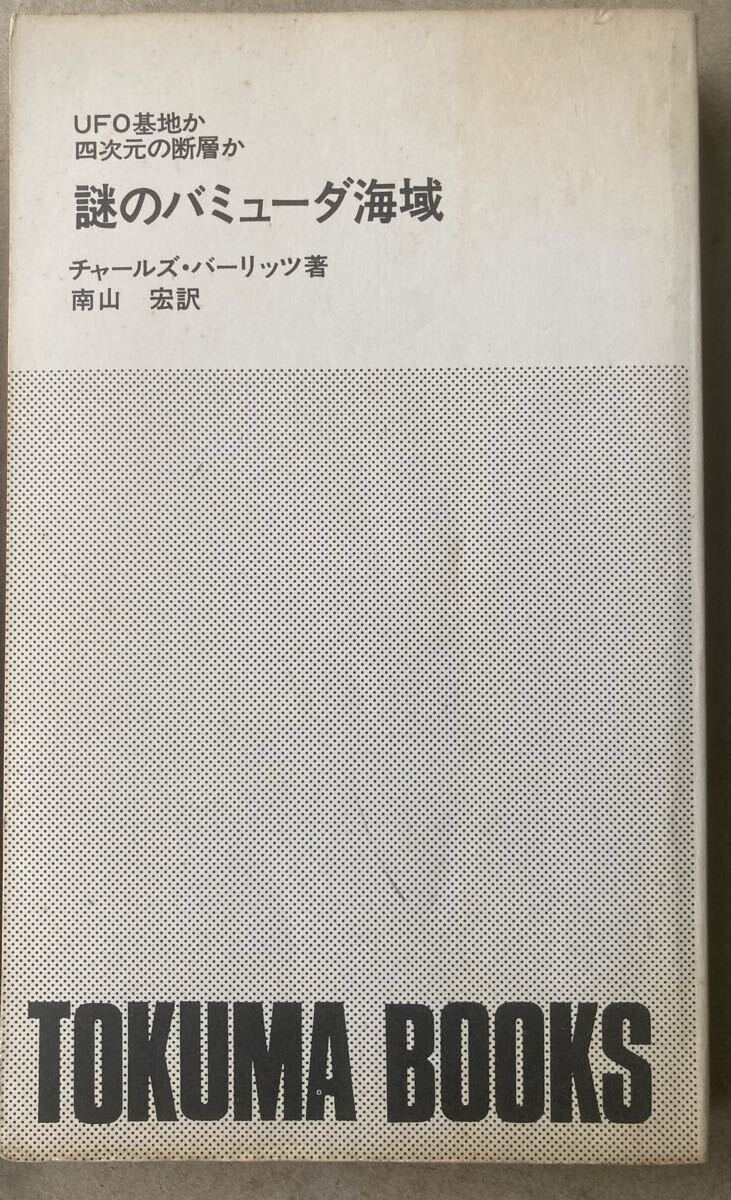 UFO基地か
四次元の断層か
謎のバミューダ海域
チャールズ・バーリッツ著
南山　宏訳
TOKUMA BOOKS